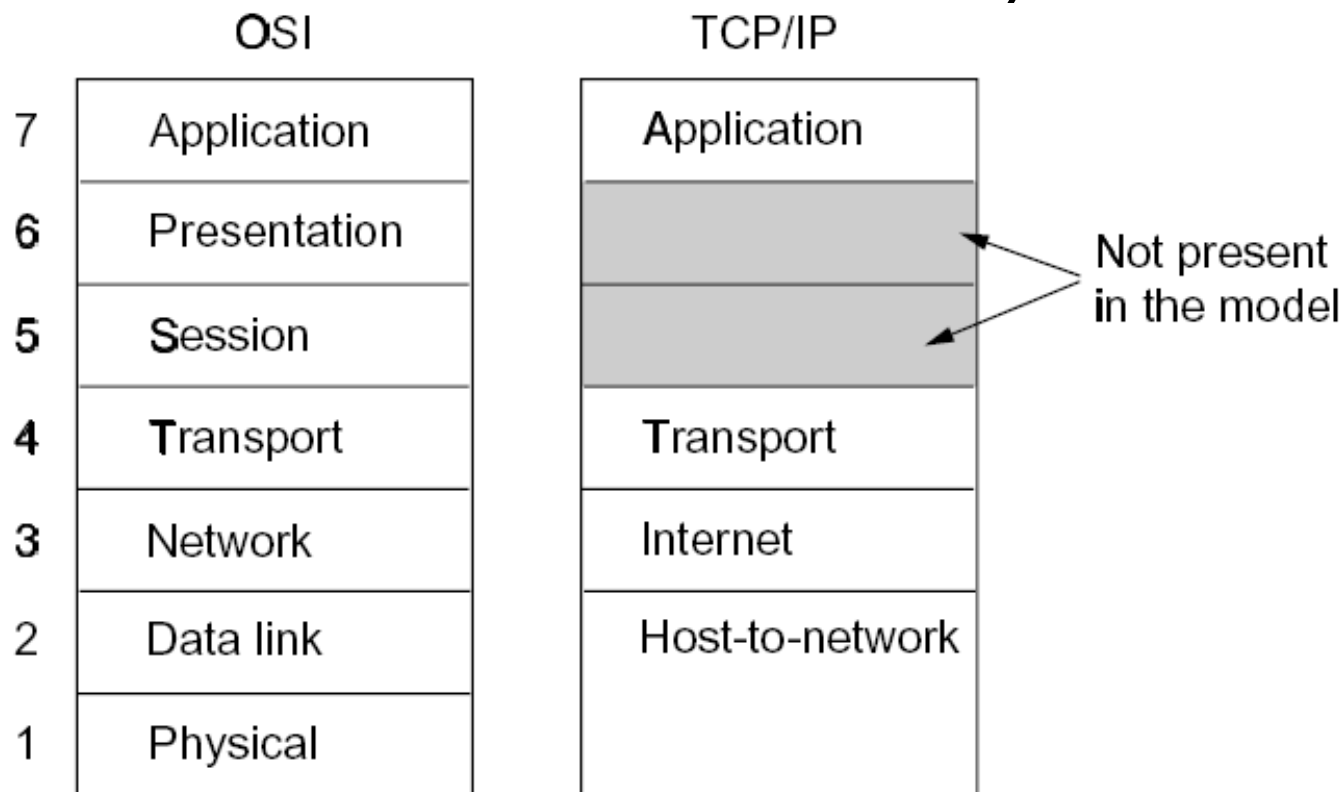 OSI TCP/IP
7 Application Application
6 Presentation
Not present
5 Session
in the model
4 Transport Transport
3 Network Internet
2 Data link Host-to-network
1 Physical